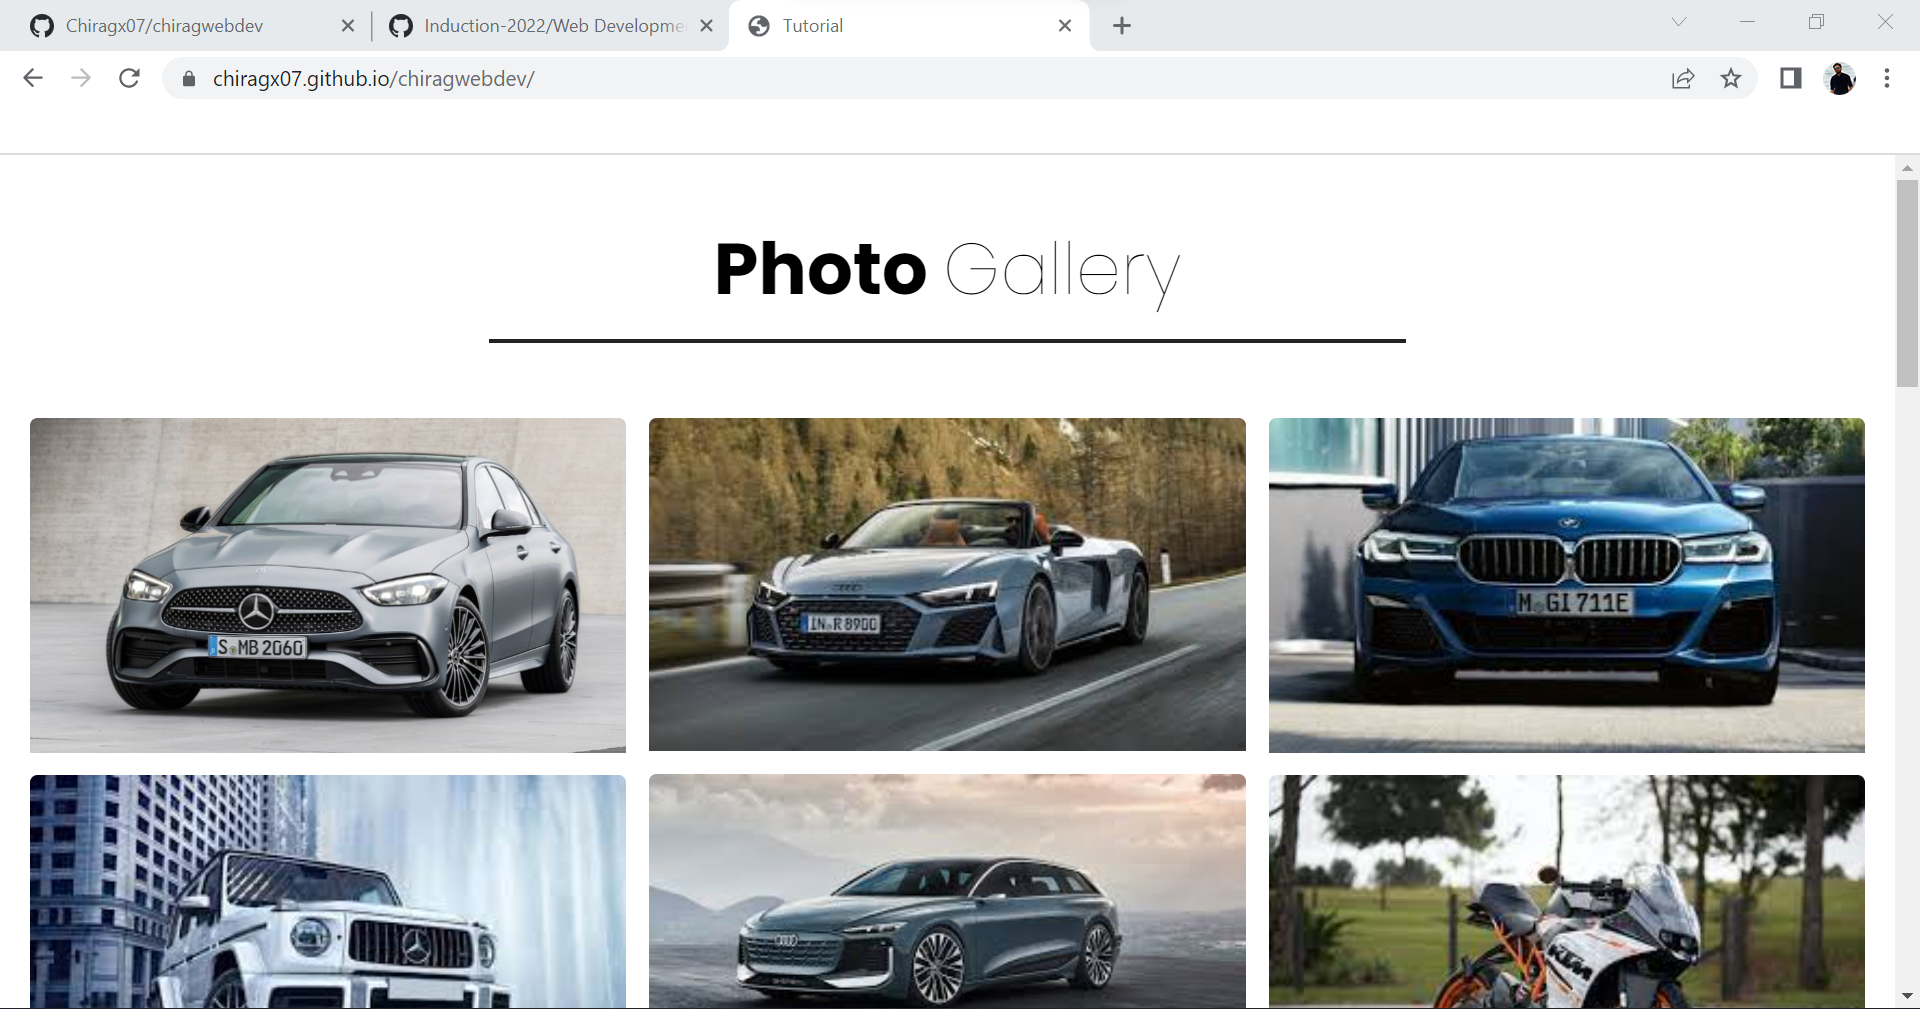 Chiragx07/chiragwebdev
Induction-2022/Web Developme
Tutorial
chiragx07.github.io/chiragwebdev/
Photo Gallery
S MB 2060
IN R 8900
M GI 711E
KTM